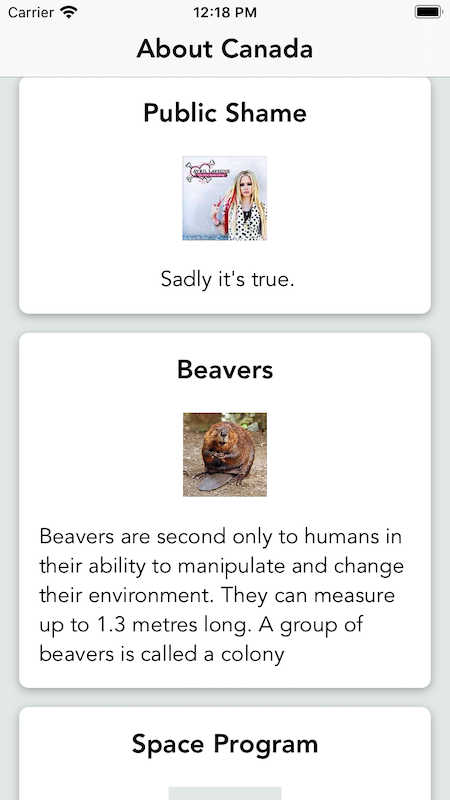 Carrier 12:18 PM
About Canada
Public Shame
AVRIL LAVIGNE
Sadly it's true.
Beavers
Beavers are second only to humans in
their ability to manipulate and change
their environment. They can measure
up to 1.3 metres long. A group of
beavers is called a colony
Space Program